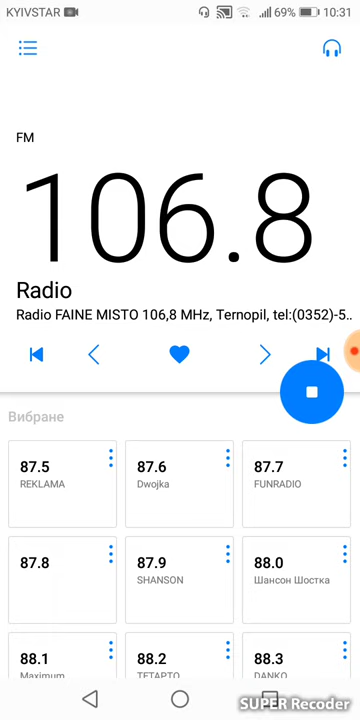 KYIVSTAR 69% 10:31
FM
106.8
Radio
Radio FAINE MISTO 106,8 MHz, Ternopil, tel:(0352)-5..
Вибране
87.5 87.6 87.7
REKLAMA Dwojka FUNRADIO
87.8 87.9 88.0
SHANSON Шансон Шостка
88.1 88.2 88.3
Maximum ТЕТАРТО DANKO
SUPER Recorder